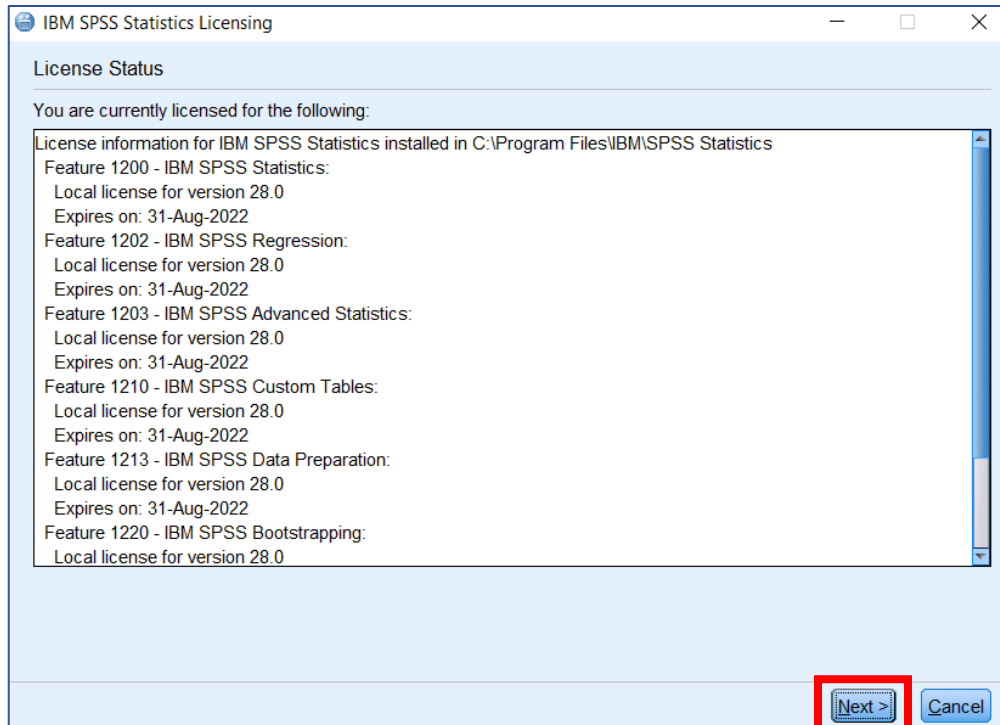 IBM SPSS Statistics Licensing
License Status
You are currently licensed for the following:
License information for IBM SPSS Statistics installed in C:\Program Files\IBM\SPSS Statistics
Feature 1200 - IBM SPSS Statistics:
Local license for version 28.0
Expires on: 31-Aug-2022
Feature 1202 - IBM SPSS Regression:
Local license for version 28.0
Expires on: 31-Aug-2022
Feature 1203 - IBM SPSS Advanced Statistics:
Local license for version 28.0
Expires on: 31-Aug-2022
Feature 1210 - IBM SPSS Custom Tables:
Local license for version 28.0
Expires on: 31-Aug-2022
Feature 1213 - IBM SPSS Data Preparation:
Local license for version 28.0
Expires on: 31-Aug-2022
Feature 1220 - IBM SPSS Bootstrapping:
Local license for version 28.0
Next > Cancel